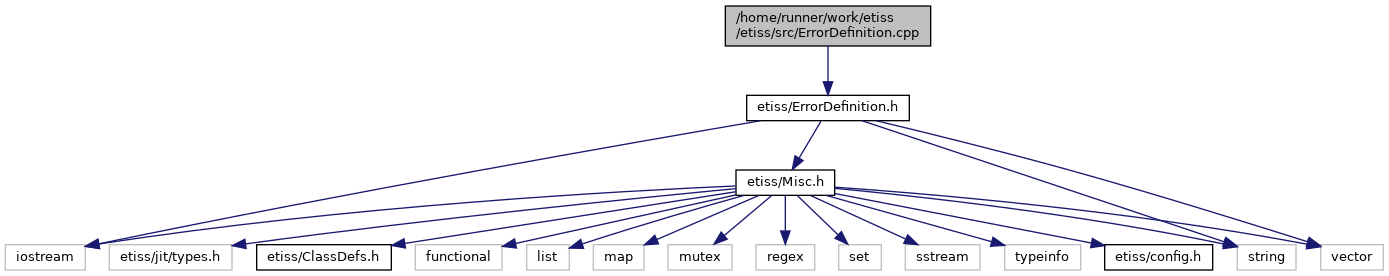 /home/runner/work/etiss
/etiss/src/ErrorDefinition.cpp
etiss/ErrorDefinition.h
etiss/Misc.h
iostream
etiss/jit/types.h
etiss/ClassDefs.h
functional
list
map
mutex
regex
set
sstream
typeinfo
etiss/config.h
string
vector